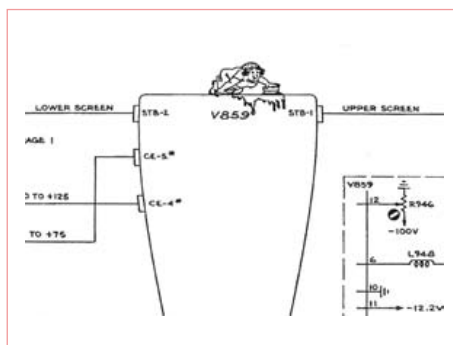 LOWER SCREEN
STB-2
V859
STB-1
UPPER SCREEN
AGE 1
CE-5*
TO +125
CE-4*
TO +75
V859
12
R946
-100V
6
L948
10
11
-12.2V